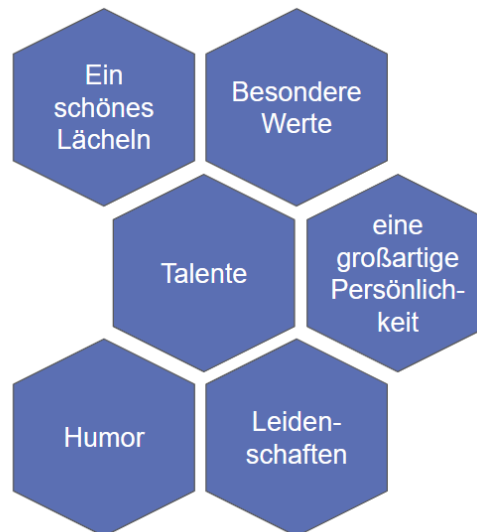 Ein
schönes
Lächeln
Besondere
Werte
Talente
eine
großartige
Persönlich-
keit
Humor
Leiden-
schaften